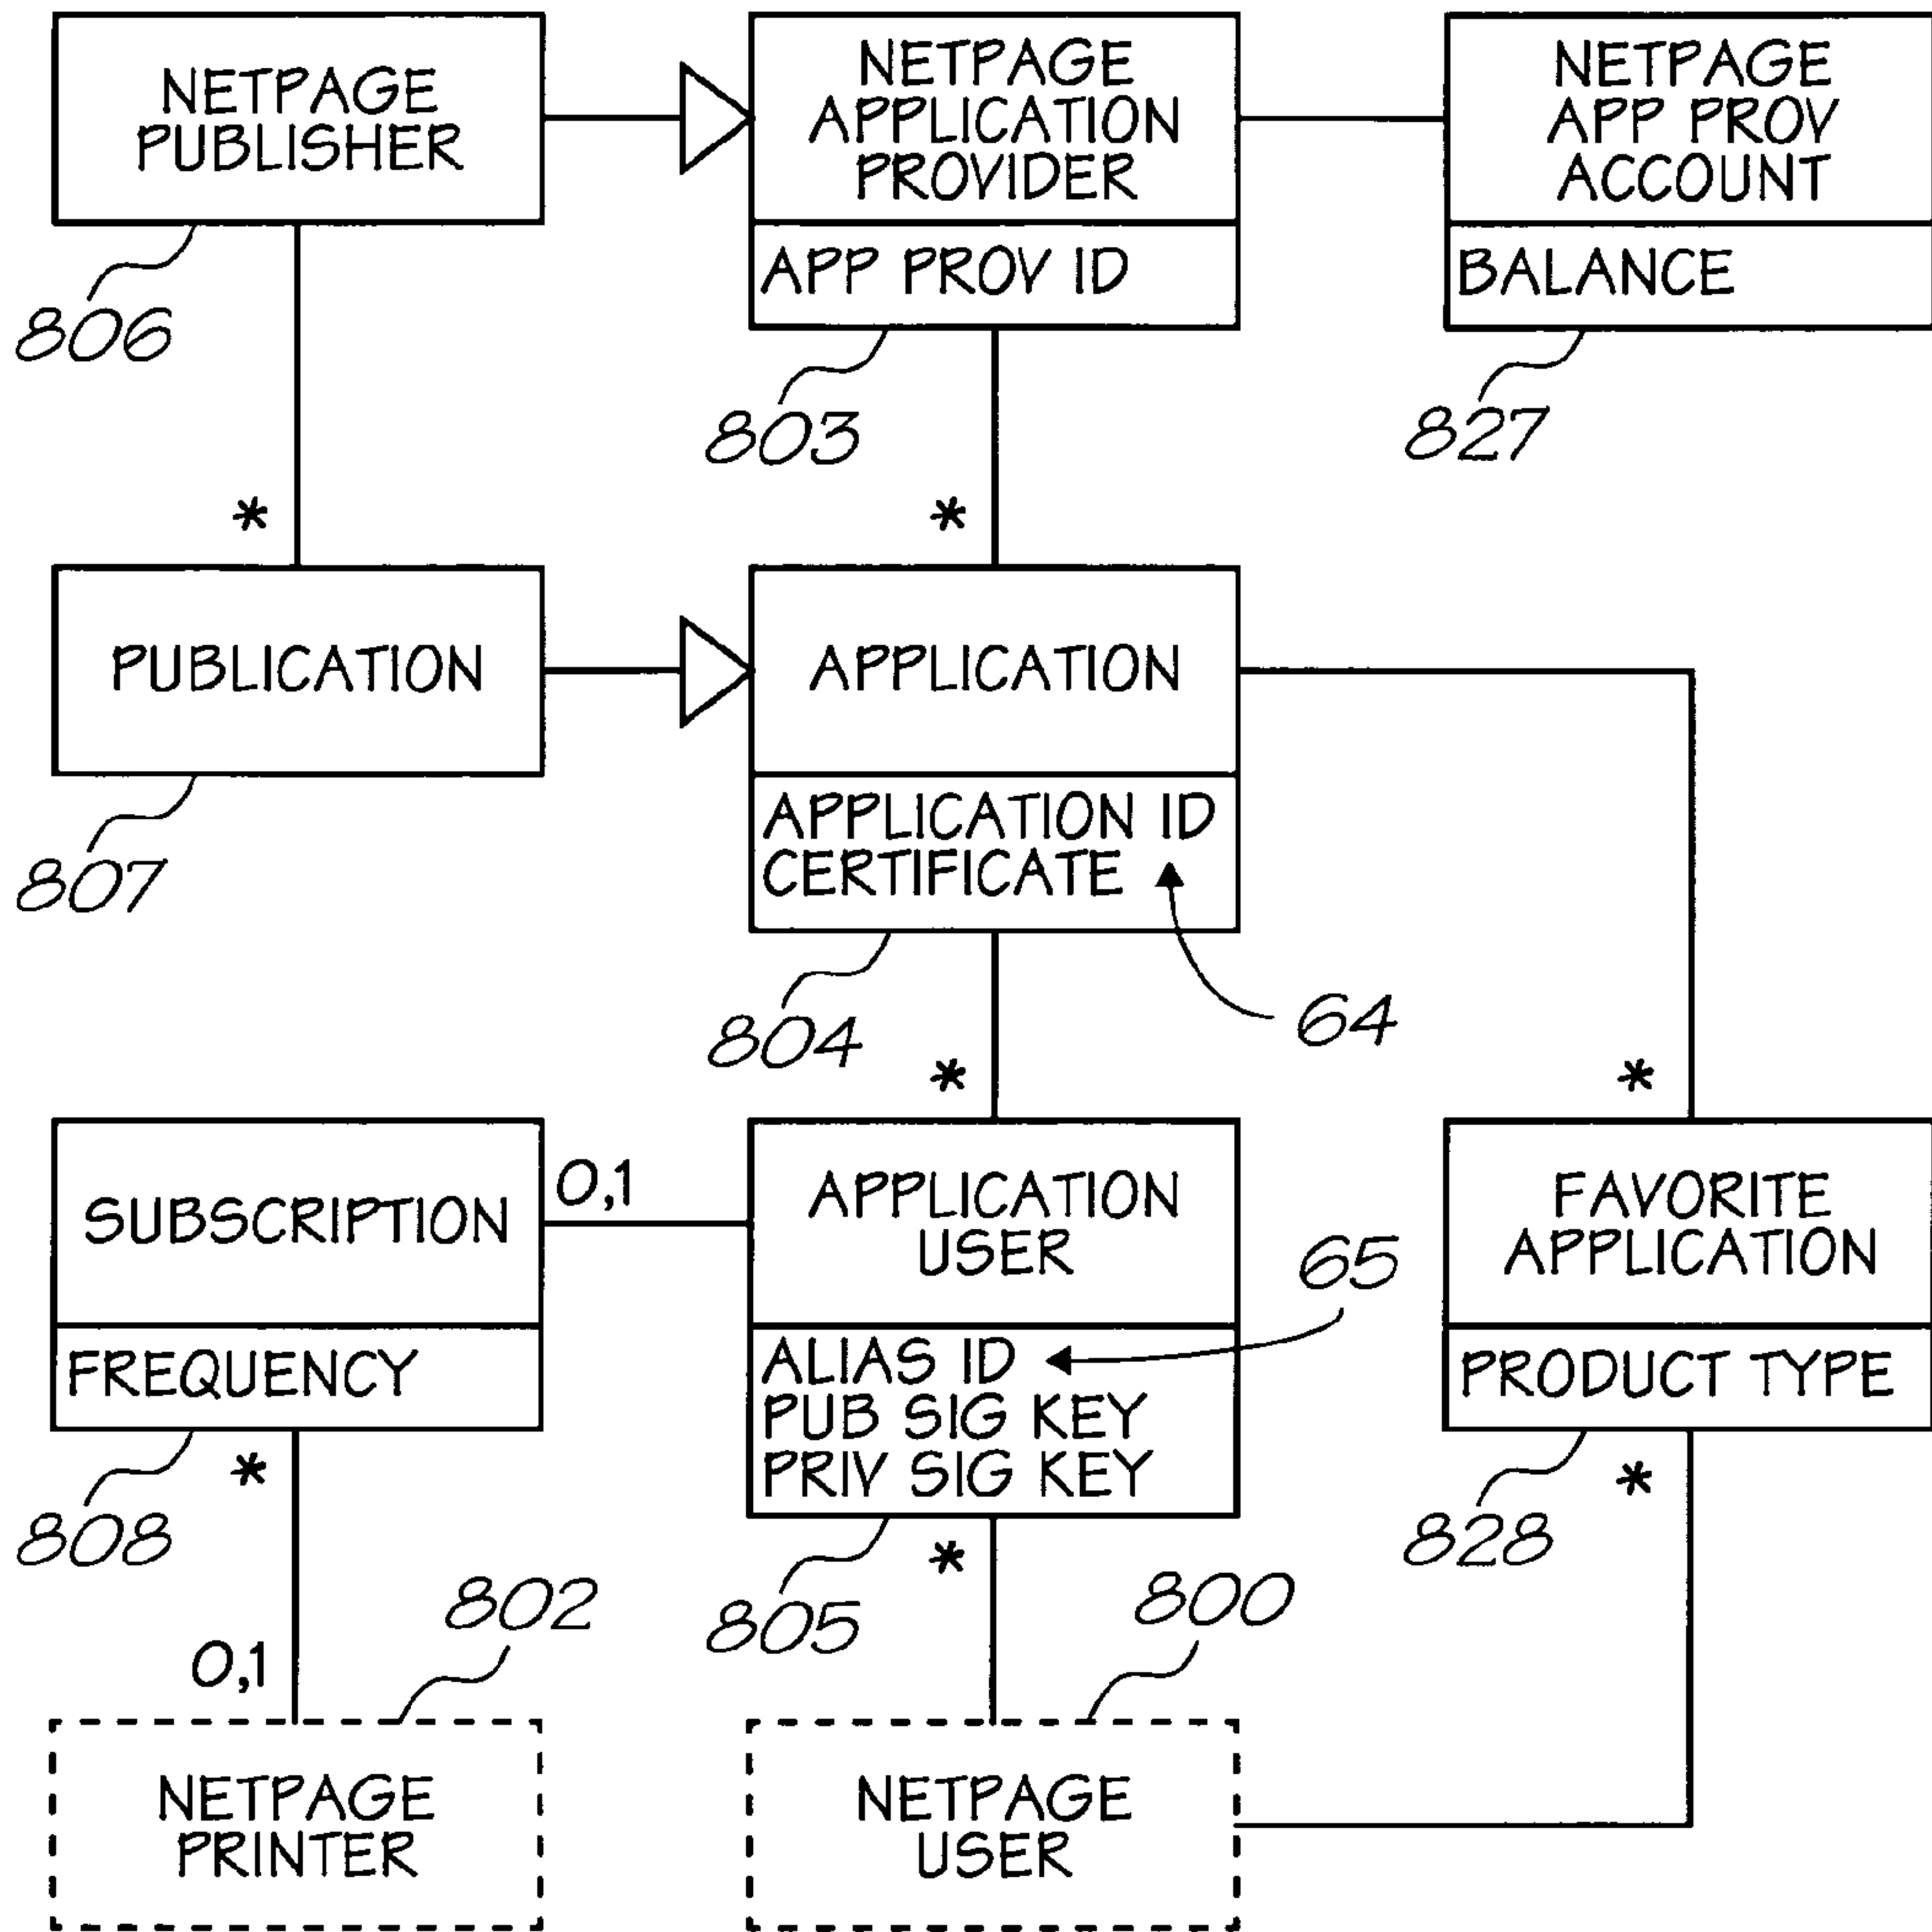 NETPAGE
PUBLISHER
806
NETPAGE
APPLICATION
PROVIDER
APP PROV ID
803
NETPAGE
APP PROV
ACCOUNT
BALANCE
827
*
*
PUBLICATION
807
APPLICATION
APPLICATION ID
CERTIFICATE
64
804
*
*
SUBSCRIPTION
0,1
FREQUENCY
808
*
APPLICATION
USER
65
ALIAS ID
PUB SIG KEY
PRIV SIG KEY
805
*
FAVORITE
APPLICATION
PRODUCT TYPE
828
*
802
0,1
800
NETPAGE
PRINTER
NETPAGE
USER